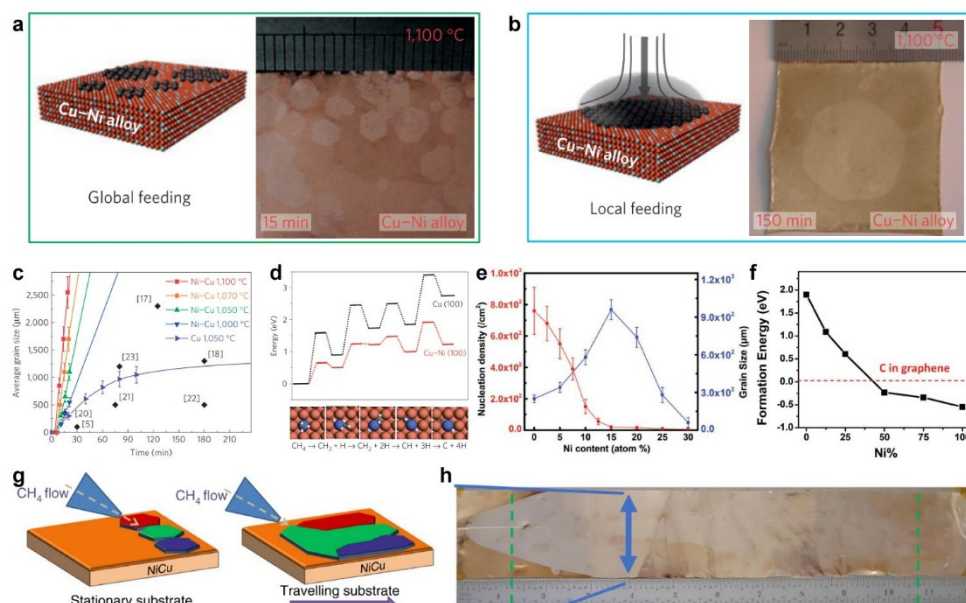 a
1,100 °C
Cu–Ni alloy
Global feeding
15 min
Cu–Ni alloy
b
1 2 3 4 5
1,100 °C
Cu–Ni alloy
Local feeding
150 min
Cu–Ni alloy
c
Average grain size (µm)
2,500
2,000
1,500
1,000
500
0
0 30 60 90 120 150 180 210
Time (min)
Ni–Cu 1,100 °C
Ni–Cu 1,070 °C
Ni–Cu 1,050 °C
Ni–Cu 1,000 °C
Cu 1,050 °C
[17]
[23]
[18]
[21]
[22]
[20]
[5]
d
Energy (eV)
3
2
1
0
Cu (100)
Cu–Ni (100)
CH₄ → CH₃ + H → CH₂ + 2H → CH + 3H → C + 4H
e
Nucleation density (/cm²)
1.0x10³
8.0x10²
6.0x10²
4.0x10²
2.0x10²
0.0
0 5 10 15 20 25 30
Ni content (atom %)
1.2x10³
9.0x10²
6.0x10²
3.0x10²
0.0
Grain Size (µm)
f
Formation Energy (eV)
2.0
1.5
1.0
0.5
0.0
-0.5
C in graphene
0 25 50 75 100
Ni%
g
CH₄ flow
NiCu
Stationary substrate
CH₄ flow
NiCu
Travelling substrate
h